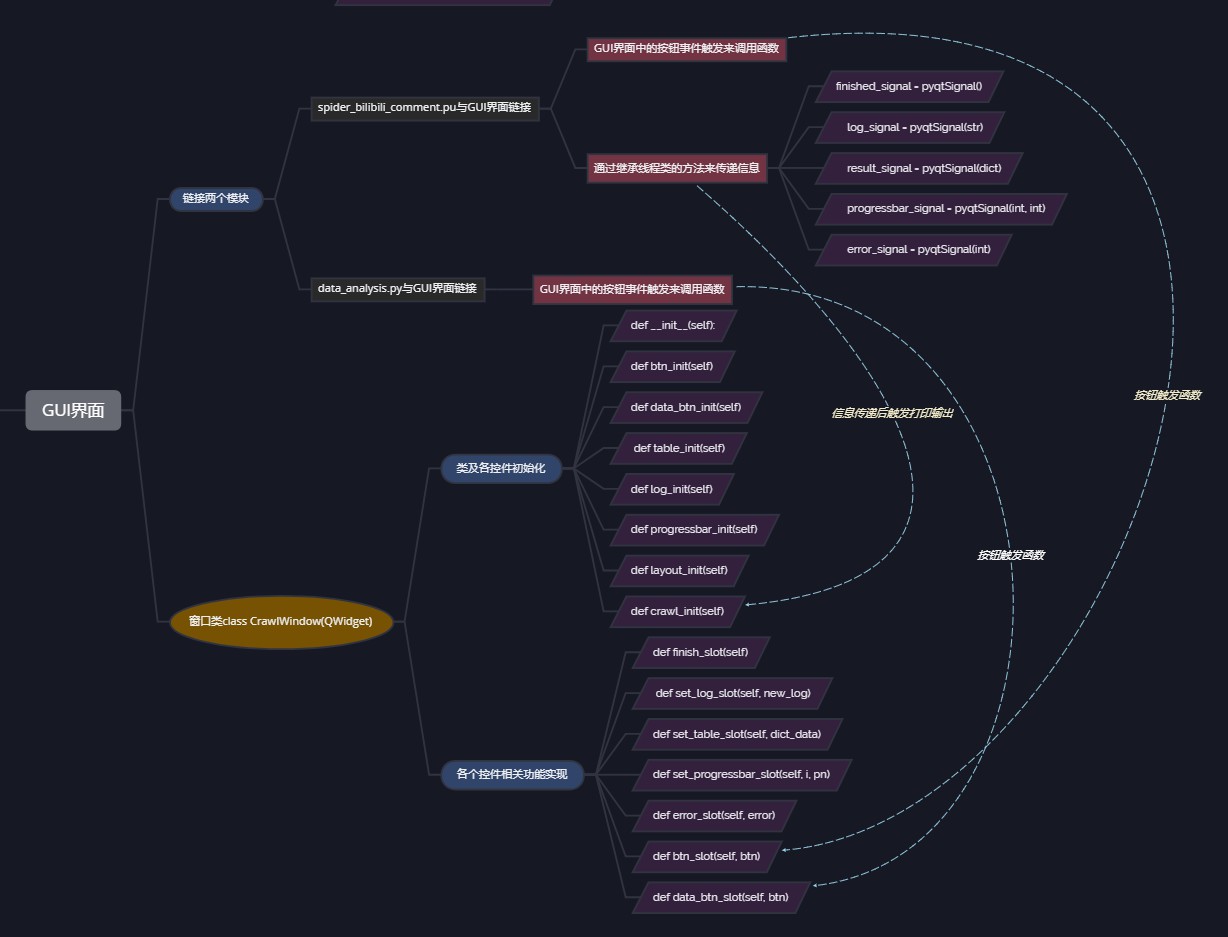 GUI界面中的按钮事件触发来调用函数
finished_signal = pyqtSignal()
spider_bilibili_comment.pu与GUI界面链接
log_signal = pyqtSignal(str)
通过继承线程类的方法来传递信息
result_signal = pyqtSignal(dict)
链接两个模块
progressbar_signal = pyqtSignal(int, int)
error_signal = pyqtSignal(int)
data_analysis.py与GUI界面链接
GUI界面中的按钮事件触发来调用函数
def __init__(self):
def btn_init(self)
按钮触发函数
GUI界面
def data_btn_init(self)
信息传递后触发打印输出
def table_init(self)
类及各控件初始化
def log_init(self)
def progressbar_init(self)
按钮触发函数
def layout_init(self)
def crawl_init(self)
窗口类class CrawlWindow(QWidget)
def finish_slot(self)
def set_log_slot(self, new_log)
def set_table_slot(self, dict_data)
各个控件相关功能实现
def set_progressbar_slot(self, i, pn)
def error_slot(self, error)
def btn_slot(self, btn)
def data_btn_slot(self, btn)